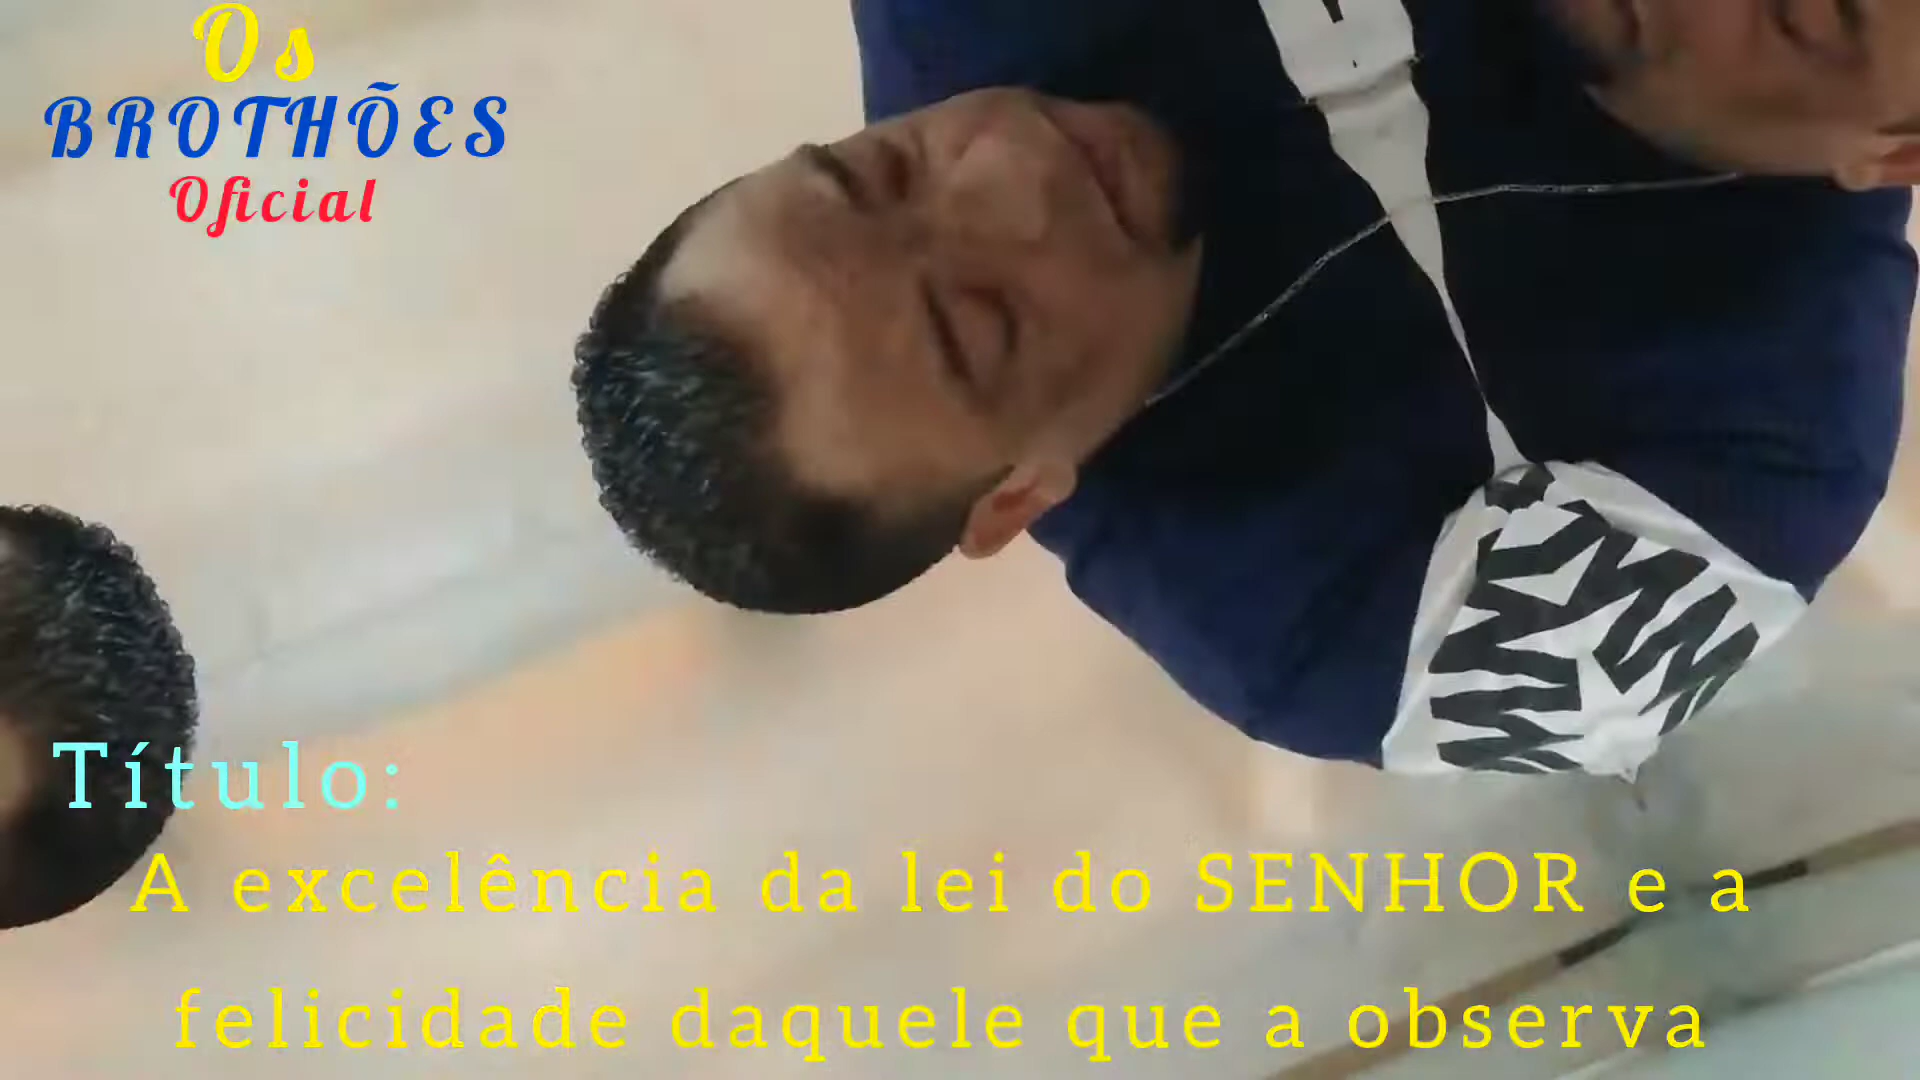 Os
BROTHÕES
Oficial
Título:
A excelência da lei do SENHOR e a
felicidade daquele que a observa